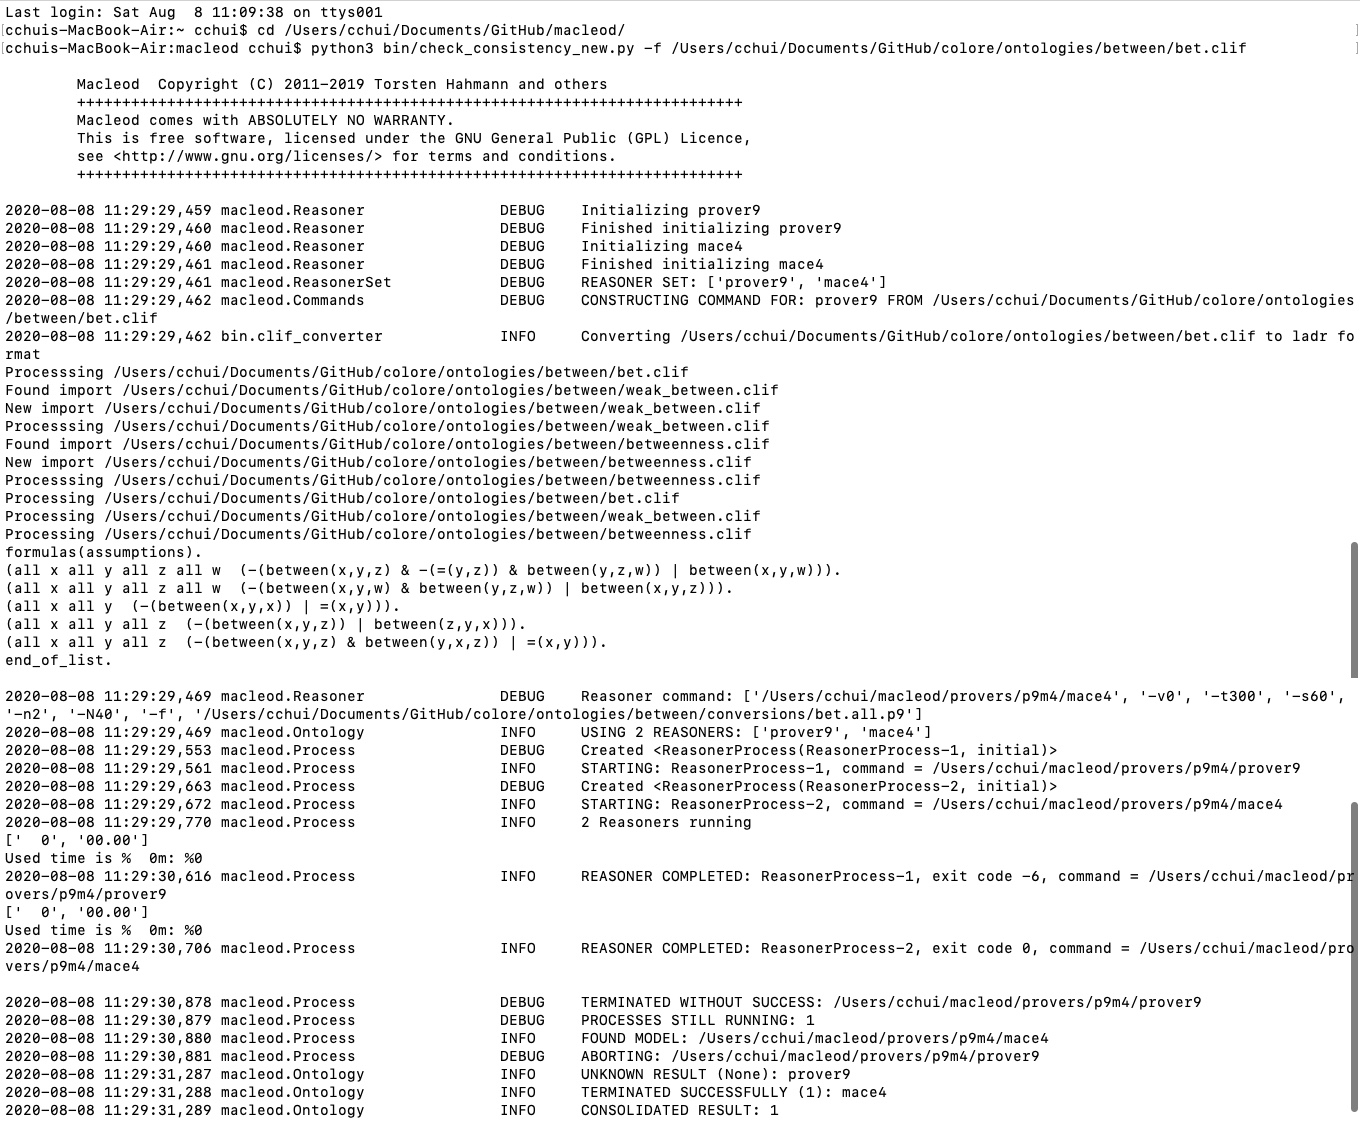 Last login: Sat Aug  8 11:09:38 on ttys001
[cchuis-MacBook-Air:~ cchui$ cd /Users/cchui/Documents/GitHub/macleod/ ]
[cchuis-MacBook-Air:macleod cchui$ python3 bin/check_consistency_new.py -f /Users/cchui/Documents/GitHub/colore/ontologies/between/bet.clif ]
Macleod  Copyright (C) 2011-2019 Torsten Hahmann and others
++++++++++++++++++++++++++++++++++++++++++++++++++++++++++++++++++++++++++
Macleod comes with ABSOLUTELY NO WARRANTY.
This is free software, licensed under the GNU General Public (GPL) Licence,
see <http://www.gnu.org/licenses/> for terms and conditions.
++++++++++++++++++++++++++++++++++++++++++++++++++++++++++++++++++++++++++
2020-08-08 11:29:29,459 macleod.Reasoner               DEBUG    Initializing prover9
2020-08-08 11:29:29,460 macleod.Reasoner               DEBUG    Finished initializing prover9
2020-08-08 11:29:29,460 macleod.Reasoner               DEBUG    Initializing mace4
2020-08-08 11:29:29,461 macleod.Reasoner               DEBUG    Finished initializing mace4
2020-08-08 11:29:29,461 macleod.ReasonerSet            DEBUG    REASONER SET: ['prover9', 'mace4']
2020-08-08 11:29:29,462 macleod.Commands               DEBUG    CONSTRUCTING COMMAND FOR: prover9 FROM /Users/cchui/Documents/GitHub/colore/ontologies
/between/bet.clif
2020-08-08 11:29:29,462 bin.clif_converter             INFO     Converting /Users/cchui/Documents/GitHub/colore/ontologies/between/bet.clif to ladr fo
rmat
Processsing /Users/cchui/Documents/GitHub/colore/ontologies/between/bet.clif
Found import /Users/cchui/Documents/GitHub/colore/ontologies/between/weak_between.clif
New import /Users/cchui/Documents/GitHub/colore/ontologies/between/weak_between.clif
Processsing /Users/cchui/Documents/GitHub/colore/ontologies/between/weak_between.clif
Found import /Users/cchui/Documents/GitHub/colore/ontologies/between/betweenness.clif
New import /Users/cchui/Documents/GitHub/colore/ontologies/between/betweenness.clif
Processsing /Users/cchui/Documents/GitHub/colore/ontologies/between/betweenness.clif
Processing /Users/cchui/Documents/GitHub/colore/ontologies/between/bet.clif
Processing /Users/cchui/Documents/GitHub/colore/ontologies/between/weak_between.clif
Processing /Users/cchui/Documents/GitHub/colore/ontologies/between/betweenness.clif
formulas(assumptions).
(all x all y all z all w  (-(between(x,y,z) & -(=(y,z)) & between(y,z,w)) | between(x,y,w))).
(all x all y all z all w  (-(between(x,y,w) & between(y,z,w)) | between(x,y,z))).
(all x all y  (-(between(x,y,x)) | =(x,y))).
(all x all y all z  (-(between(x,y,z)) | between(z,y,x))).
(all x all y all z  (-(between(x,y,z) & between(y,x,z)) | =(x,y))).
end_of_list.
2020-08-08 11:29:29,469 macleod.Reasoner               DEBUG    Reasoner command: ['/Users/cchui/macleod/provers/p9m4/mace4', '-v0', '-t300', '-s60',
'-n2', '-N40', '-f', '/Users/cchui/Documents/GitHub/colore/ontologies/between/conversions/bet.all.p9']
2020-08-08 11:29:29,469 macleod.Ontology               INFO     USING 2 REASONERS: ['prover9', 'mace4']
2020-08-08 11:29:29,553 macleod.Process                DEBUG    Created <ReasonerProcess(ReasonerProcess-1, initial)>
2020-08-08 11:29:29,561 macleod.Process                INFO     STARTING: ReasonerProcess-1, command = /Users/cchui/macleod/provers/p9m4/prover9
2020-08-08 11:29:29,663 macleod.Process                DEBUG    Created <ReasonerProcess(ReasonerProcess-2, initial)>
2020-08-08 11:29:29,672 macleod.Process                INFO     STARTING: ReasonerProcess-2, command = /Users/cchui/macleod/provers/p9m4/mace4
2020-08-08 11:29:29,770 macleod.Process                INFO     2 Reasoners running
['  0', '00.00']
Used time is %  0m: %0
2020-08-08 11:29:30,616 macleod.Process                INFO     REASONER COMPLETED: ReasonerProcess-1, exit code -6, command = /Users/cchui/macleod/pr
overs/p9m4/prover9
['  0', '00.00']
Used time is %  0m: %0
2020-08-08 11:29:30,706 macleod.Process                INFO     REASONER COMPLETED: ReasonerProcess-2, exit code 0, command = /Users/cchui/macleod/pro
vers/p9m4/mace4
2020-08-08 11:29:30,878 macleod.Process                DEBUG    TERMINATED WITHOUT SUCCESS: /Users/cchui/macleod/provers/p9m4/prover9
2020-08-08 11:29:30,879 macleod.Process                DEBUG    PROCESSES STILL RUNNING: 1
2020-08-08 11:29:30,880 macleod.Process                INFO     FOUND MODEL: /Users/cchui/macleod/provers/p9m4/mace4
2020-08-08 11:29:30,881 macleod.Process                DEBUG    ABORTING: /Users/cchui/macleod/provers/p9m4/prover9
2020-08-08 11:29:31,287 macleod.Ontology               INFO     UNKNOWN RESULT (None): prover9
2020-08-08 11:29:31,288 macleod.Ontology               INFO     TERMINATED SUCCESSFULLY (1): mace4
2020-08-08 11:29:31,289 macleod.Ontology               INFO     CONSOLIDATED RESULT: 1